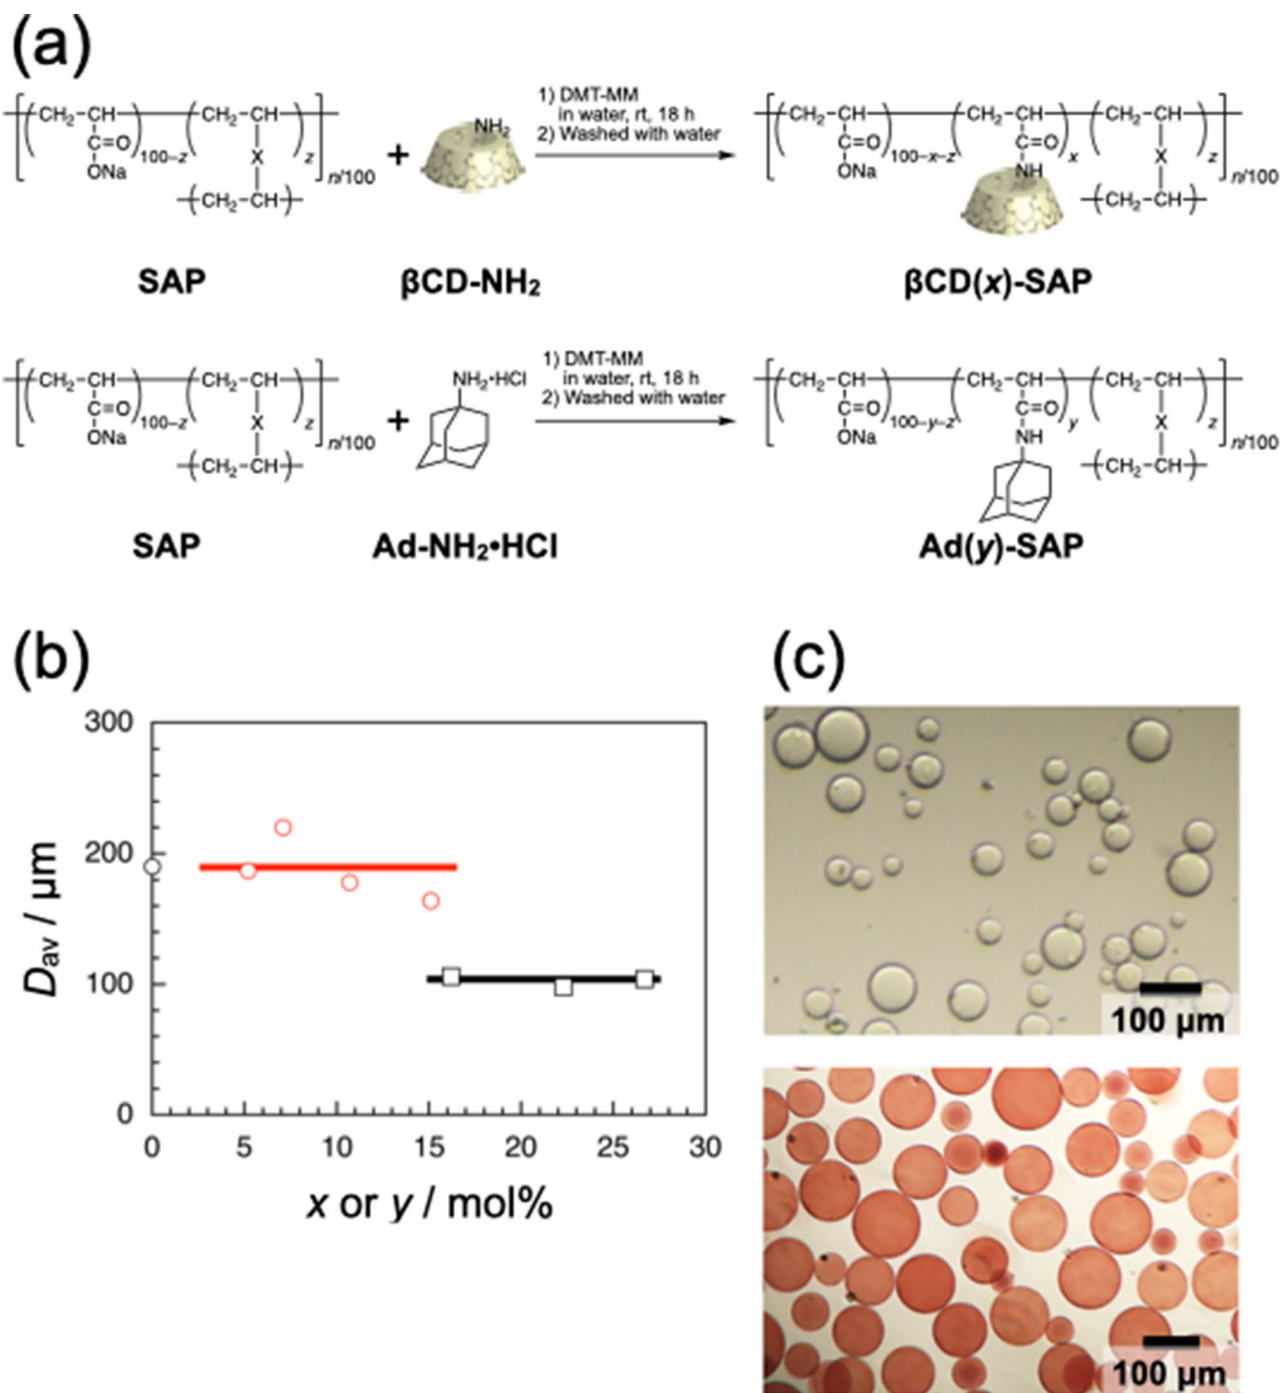 (a)
CH2-CH CH2-CH
C=O 100-z X z
ONa n/100
CH2-CH
+
NH2
1) DMT-MM
in water, rt, 18 h
2) Washed with water
CH2-CH CH2-CH CH2-CH
C=O 100-x-z C=O x X z
ONa NH n/100
CH2-CH
SAP βCD-NH2 βCD(x)-SAP
CH2-CH CH2-CH
C=O 100-z X z
ONa n/100
CH2-CH
+
NH2•HCl
1) DMT-MM
in water, rt, 18 h
2) Washed with water
CH2-CH CH2-CH CH2-CH
C=O 100-y-z C=O y X z
ONa NH n/100
CH2-CH
SAP Ad-NH2•HCl Ad(y)-SAP
(b)
300
200
100
0
Dav / μm
0 5 10 15 20 25 30
x or y / mol%
(c)
100 μm
100 μm